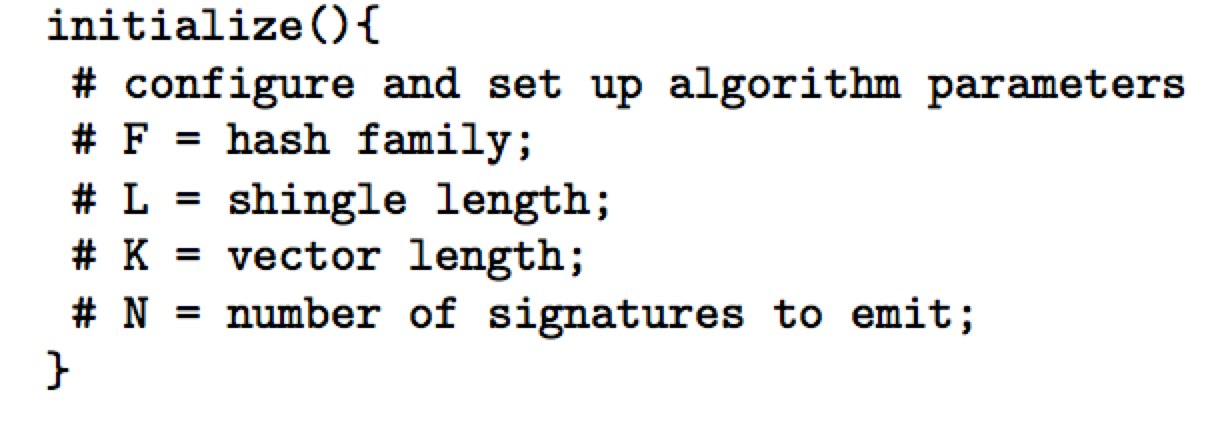 initialize(){
# configure and set up algorithm parameters
# F = hash family;
# L = shingle length;
# K = vector length;
# N = number of signatures to emit;
}